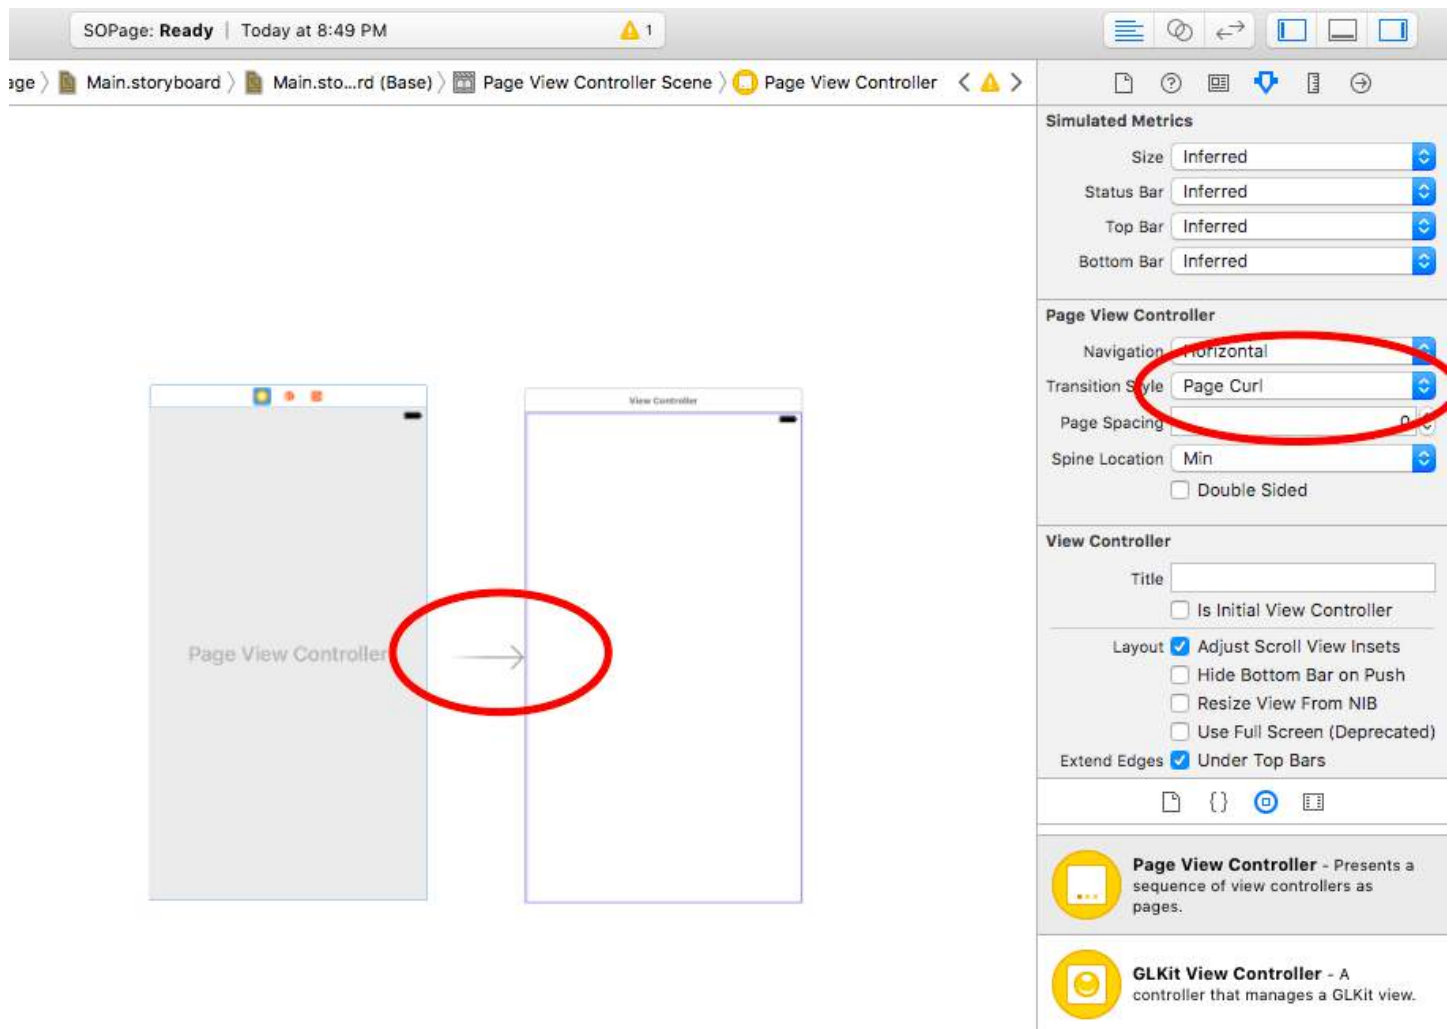 SOPage: Ready | Today at 8:49 PM 1
age Main.storyboard Main.sto...rd (Base) Page View Controller Scene Page View Controller
Simulated Metrics
Size Inferred
Status Bar Inferred
Top Bar Inferred
Bottom Bar Inferred
Page View Controller
Navigation Horizontal
Transition Style Page Curl
Page Spacing 0
Spine Location Min
Double Sided
View Controller
Title
Is Initial View Controller
Layout Adjust Scroll View Insets
Hide Bottom Bar on Push
Resize View From NIB
Use Full Screen (Deprecated)
Extend Edges Under Top Bars
View Controller
Page View Controller
Page View Controller - Presents a
sequence of view controllers as
pages.
GLKit View Controller - A
controller that manages a GLKit view.